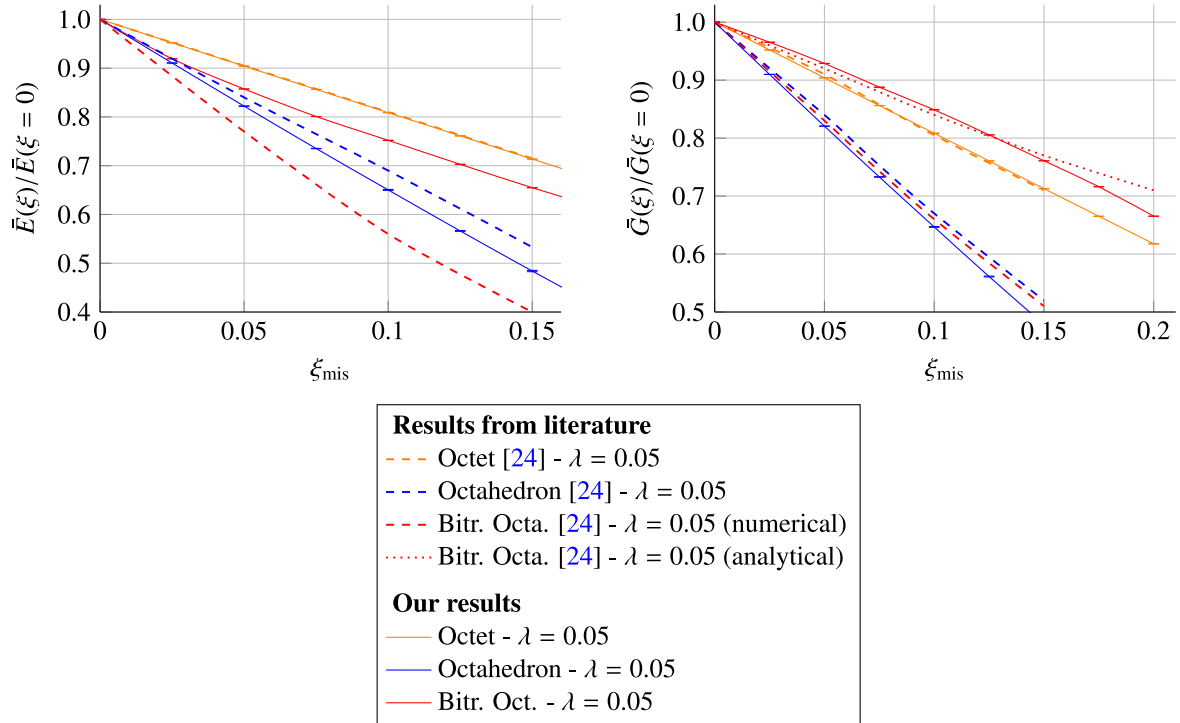 1.0
0.9
0.8
0.7
0.6
0.5
0.4
0
0.05
0.1
0.15
ξmis
Ē(ξ)/Ē(ξ = 0)
1.0
0.9
0.8
0.7
0.6
0.5
0
0.05
0.1
0.15
0.2
ξmis
Ḡ(ξ)/Ḡ(ξ = 0)
Results from literature
Octet [24] - λ = 0.05
Octahedron [24] - λ = 0.05
Bitr. Octa. [24] - λ = 0.05 (numerical)
Bitr. Octa. [24] - λ = 0.05 (analytical)
Our results
Octet - λ = 0.05
Octahedron - λ = 0.05
Bitr. Oct. - λ = 0.05